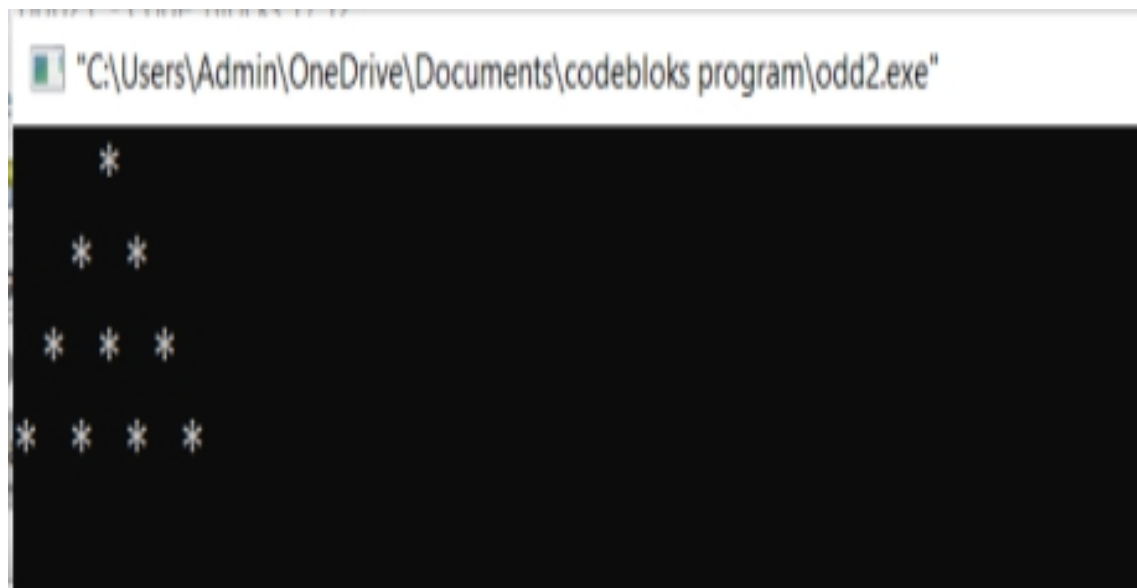 "C:\Users\Admin\OneDrive\Documents\codebloks program\odd2.exe"
   *
  * *
 * * *
* * * *